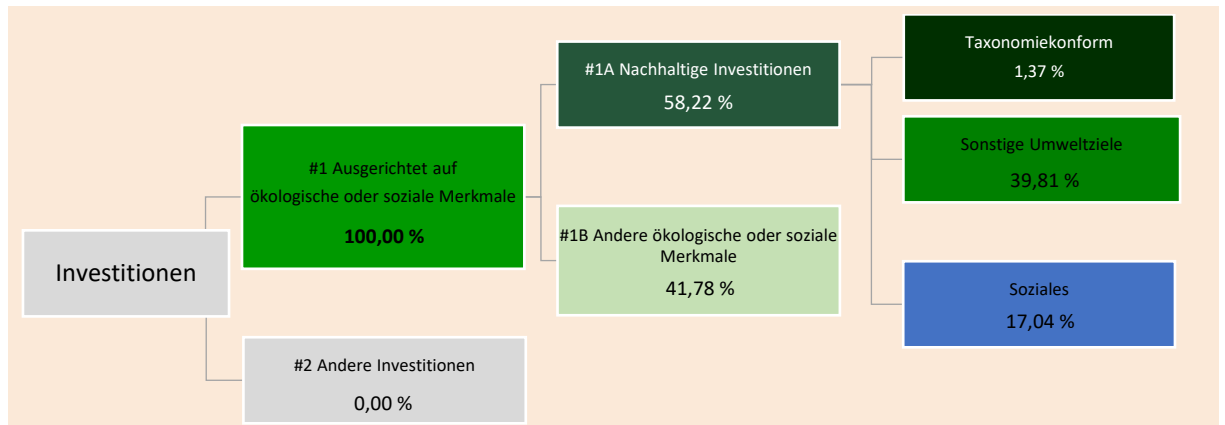 Investitionen
#1 Ausgerichtet auf
ökologische oder soziale Merkmale
100,00 %
#2 Andere Investitionen
0,00 %
#1A Nachhaltige Investitionen
58,22 %
#1B Andere ökologische oder soziale
Merkmale
41,78 %
Taxonomiekonform
1,37 %
Sonstige Umweltziele
39,81 %
Soziales
17,04 %